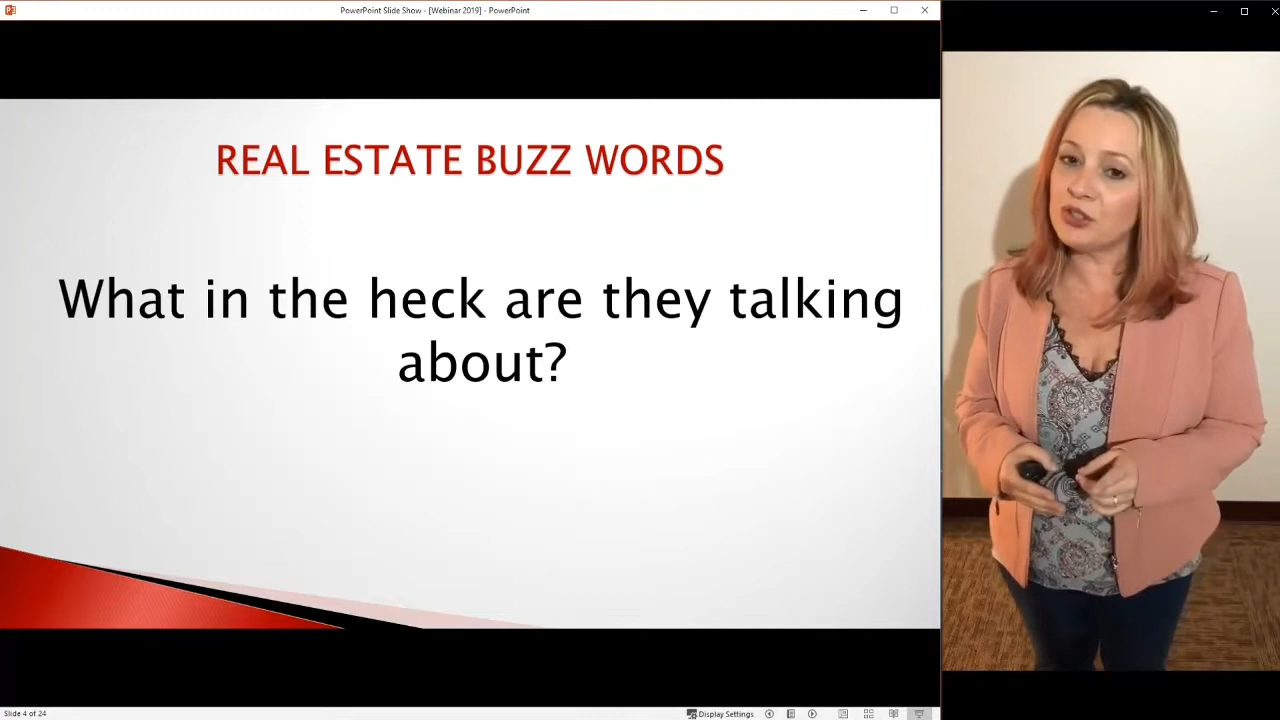 PowerPoint Slide Show - [Webinar 2019] - PowerPoint
REAL ESTATE BUZZ WORDS
What in the heck are they talking
about?
Slide 4 of 24
Display Settings